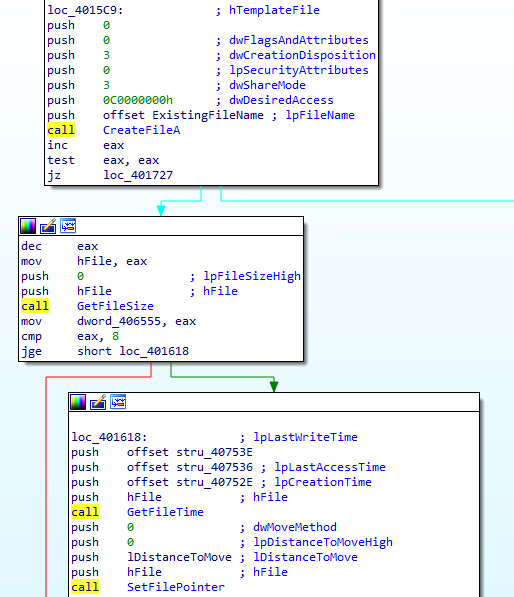 loc_4015C9: ; hTemplateFile
push 0
push 0 ; dwFlagsAndAttributes
push 3 ; dwCreationDisposition
push 0 ; lpSecurityAttributes
push 3 ; dwShareMode
push 0C0000000h ; dwDesiredAccess
push offset ExistingFileName ; lpFileName
call CreateFileA
inc eax
test eax, eax
jz loc_401727
dec eax
mov hFile, eax
push 0 ; lpFileSizeHigh
push hFile ; hFile
call GetFileSize
mov dword_406555, eax
cmp eax, 8
jge short loc_401618
loc_401618: ; lpLastWriteTime
push offset stru_40753E
push offset stru_407536 ; lpLastAccessTime
push offset stru_40752E ; lpCreationTime
push hFile ; hFile
call GetFileTime
push 0 ; dwMoveMethod
push 0 ; lpDistanceToMoveHigh
push lDistanceToMove ; lDistanceToMove
push hFile ; hFile
call SetFilePointer